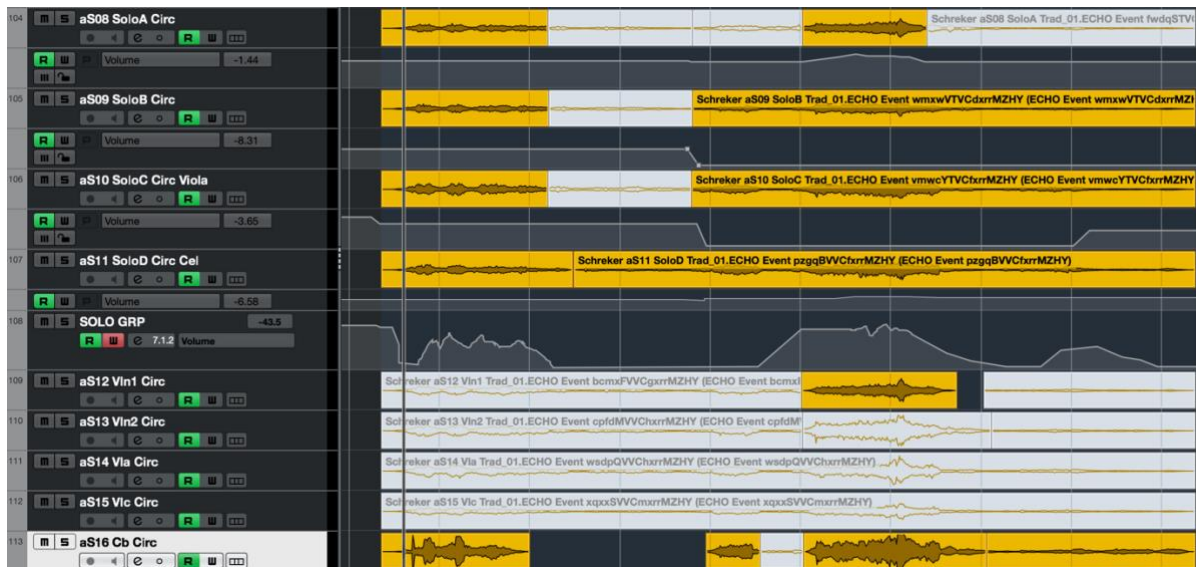 104 m S aS08 SoloA Circ
e R W
Schreker aS08 SoloA Trad_01.ECHO Event fwdqSTV
R W P Volume -1.44
105 m S aS09 SoloB Circ
e R W
Schreker aS09 SoloB Trad_01.ECHO Event wmxwVTVCdxrrMZHY (ECHO Event wmxwVTVCdxrrMZ
R W P Volume -8.31
106 m S aS10 SoloC Circ Viola
e R W
Schreker aS10 SoloC Trad_01.ECHO Event vmwcYTVCfxrrMZHY (ECHO Event vmwcYTVCfxrrMZHY
R W P Volume -3.65
107 m S aS11 SoloD Circ Cel
e R W
Schreker aS11 SoloD Trad_01.ECHO Event pzgqBVVCfxrrMZHY (ECHO Event pzgqBVVCfxrrMZHY)
R W P Volume -6.58
108 m S SOLO GRP -43.5
R W e 7.1.2 Volume
109 m S aS12 Vln1 Circ
e R W
Schreker aS12 Vln1 Trad_01.ECHO Event bcmxFVVCgxrrMZHY (ECHO Event bcmx
110 m S aS13 Vln2 Circ
e R W
Schreker aS13 Vln2 Trad_01.ECHO Event cpfdMVVChxrrMZHY (ECHO Event cpfdM
111 m S aS14 Vla Circ
e R W
Schreker aS14 Vla Trad_01.ECHO Event wsdpQVVChxrrMZHY (ECHO Event wsdpQVVChxrrMZHY)
112 m S aS15 Vlc Circ
e R W
Schreker aS15 Vlc Trad_01.ECHO Event xqxxSVVCmxrrMZHY (ECHO Event xqxxSVVCmxrrMZHY)
113 m S aS16 Cb Circ
e R W